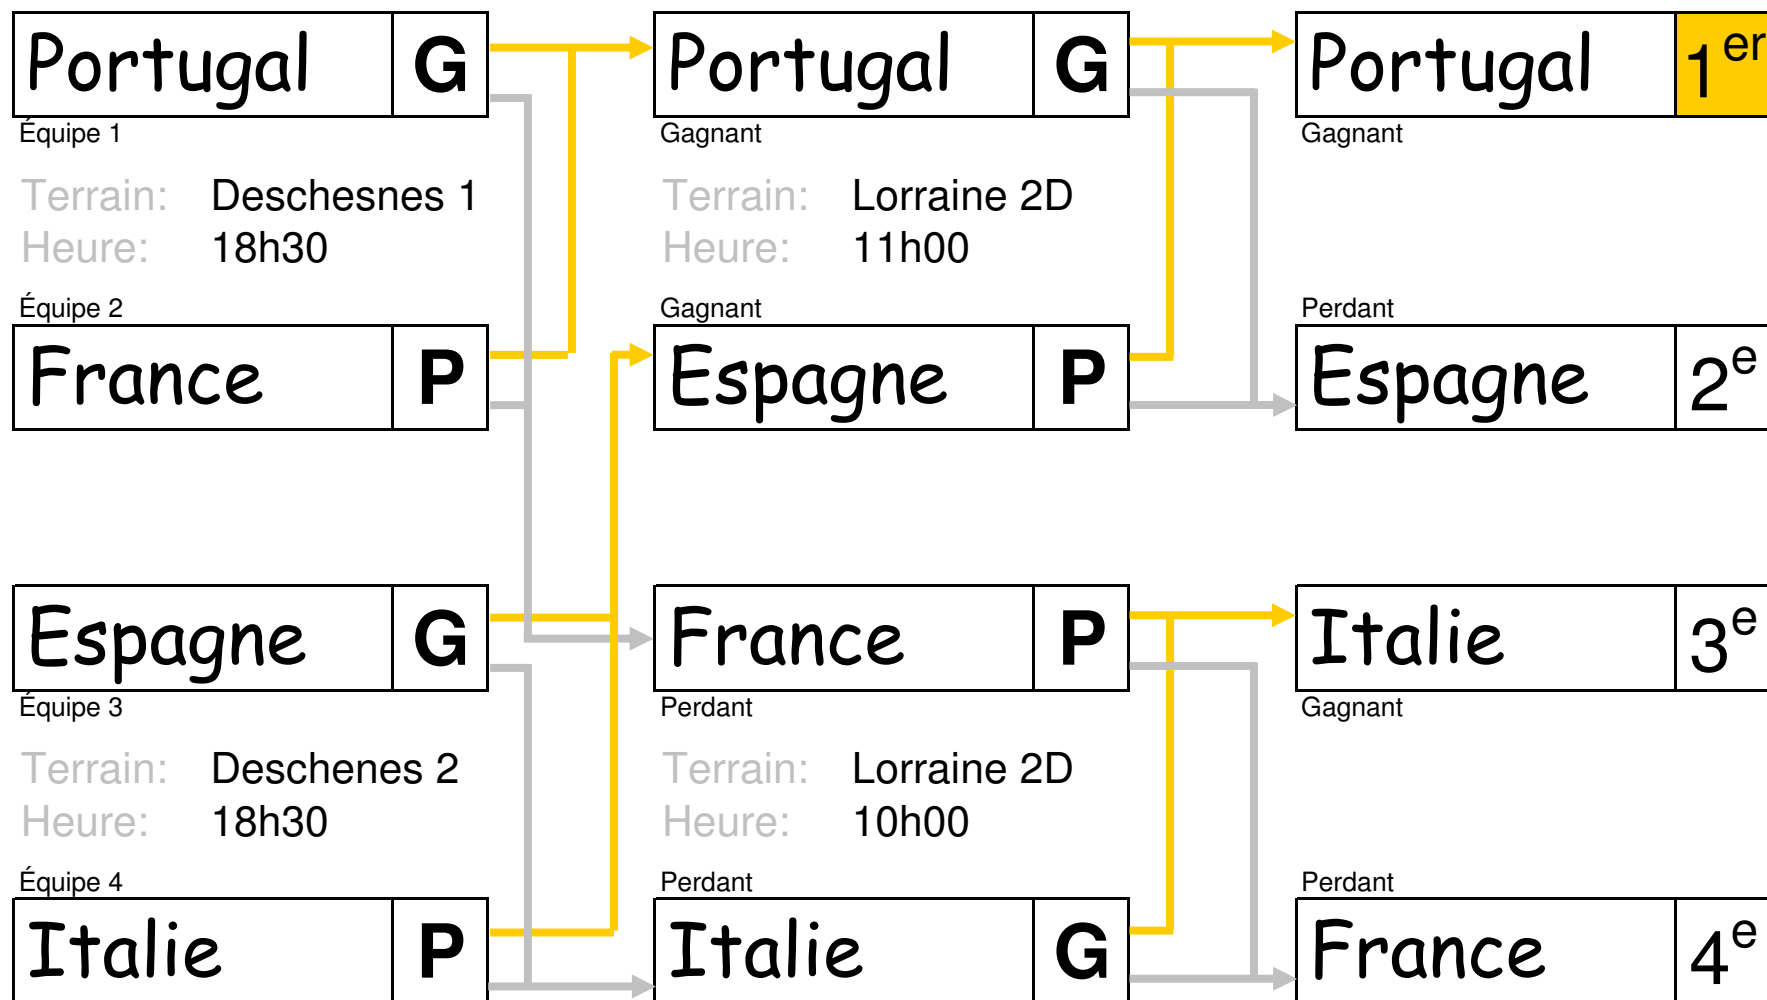 Portugal G Portugal G Portugal 1er
Équipe 1 Gagnant Gagnant
Terrain: Deschesnes 1 Terrain: Lorraine 2D
Heure: 18h30 Heure: 11h00
Équipe 2 Gagnant Perdant
France P Espagne P Espagne 2e
Espagne G France P Italie 3e
Équipe 3 Perdant Gagnant
Terrain: Deschenes 2 Terrain: Lorraine 2D
Heure: 18h30 Heure: 10h00
Équipe 4 Perdant Perdant
Italie P Italie G France 4e